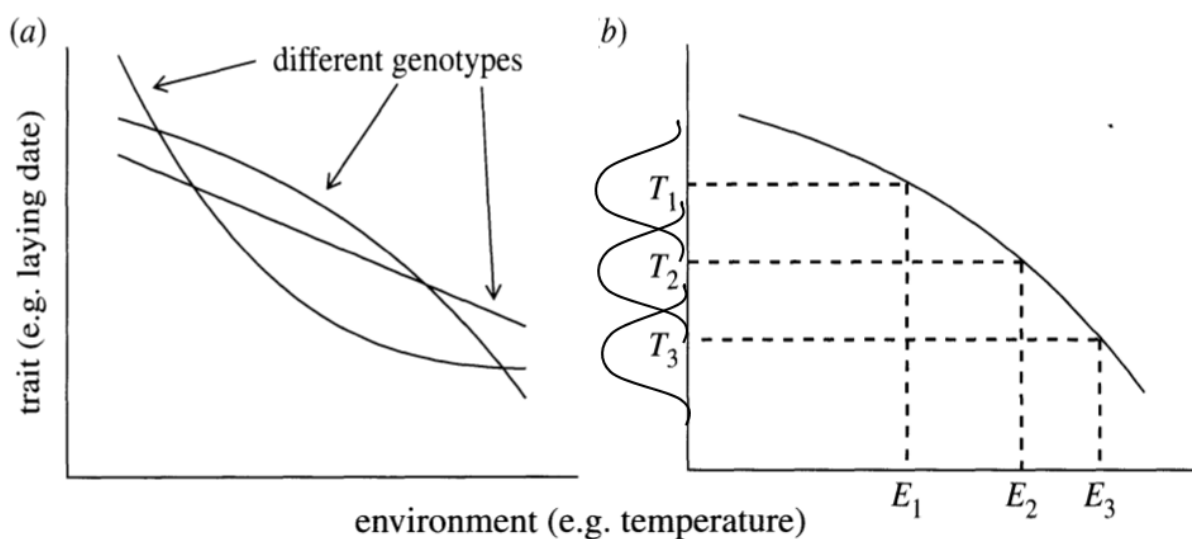 (a)
different genotypes
trait (e.g. laying date)
b)
T1
T2
T3
E1 E2 E3
environment (e.g. temperature)